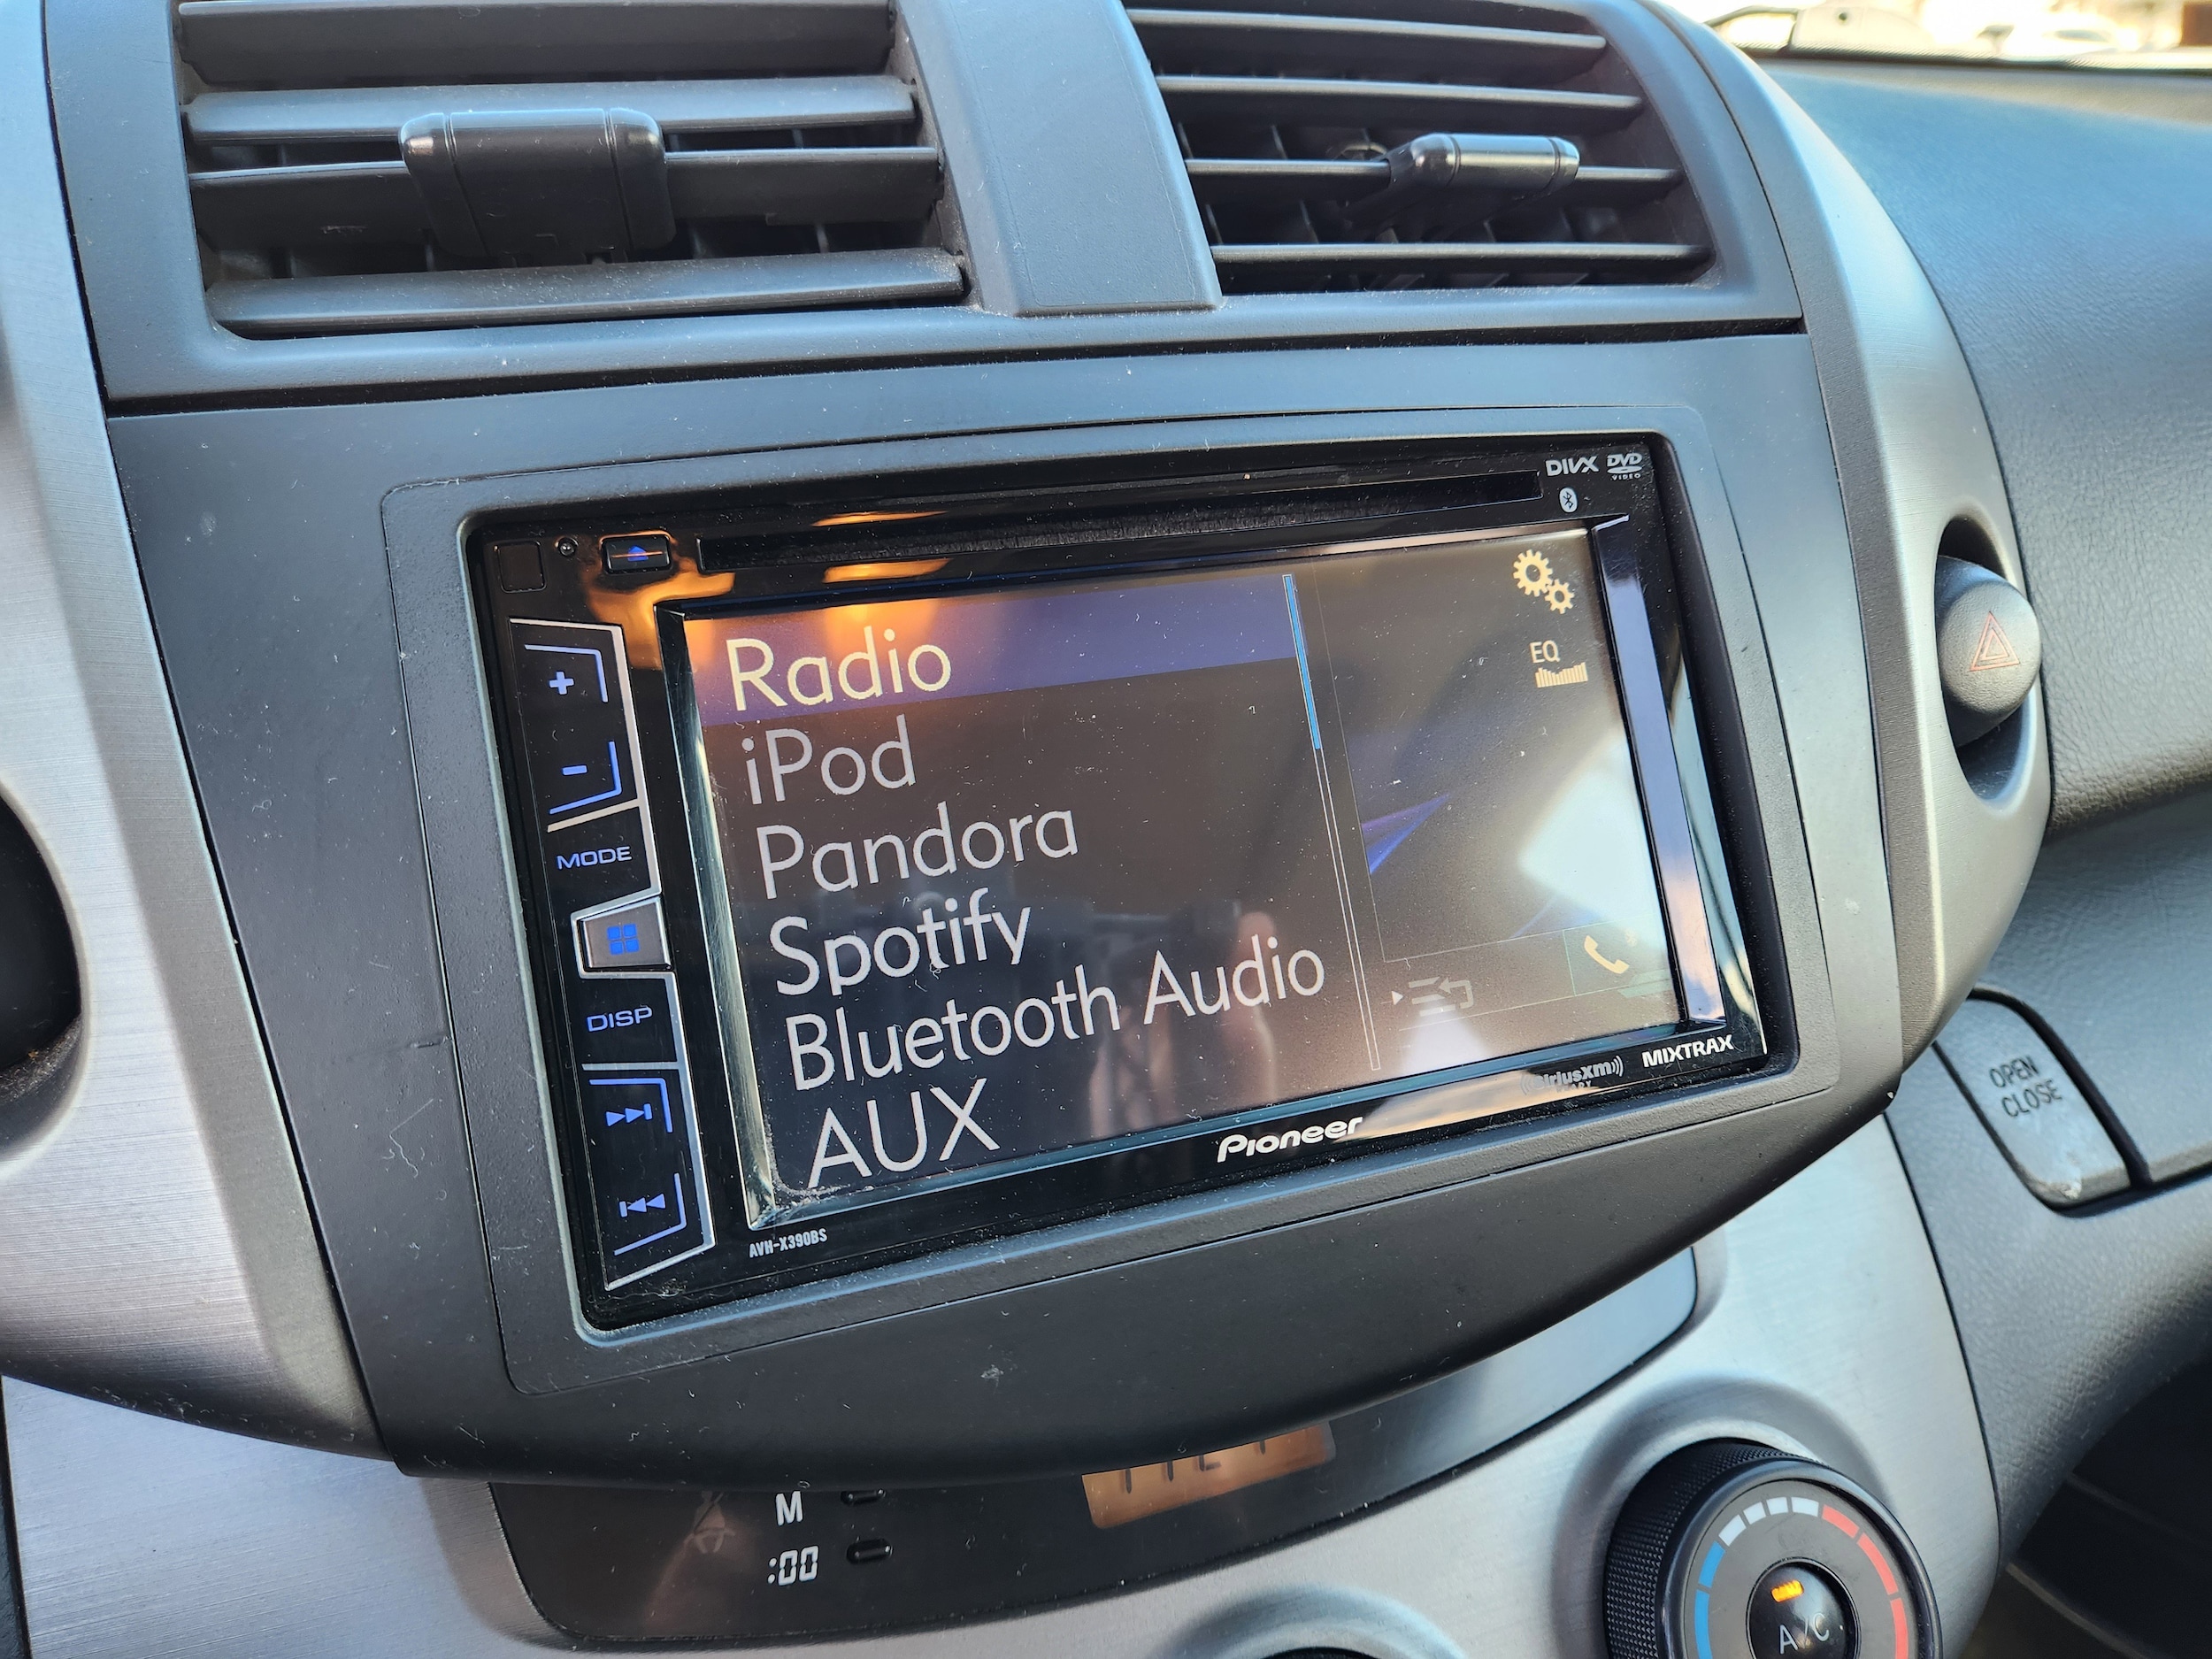 DIVX DVD
VIDEO
EQ
Radio
iPod
Pandora
Spotify
Bluetooth Audio
AUX
MODE
DISP
siriusxm
MIXTRAX
Pioneer
AVH-X390BS
OPEN
CLOSE
M
:00
A/C